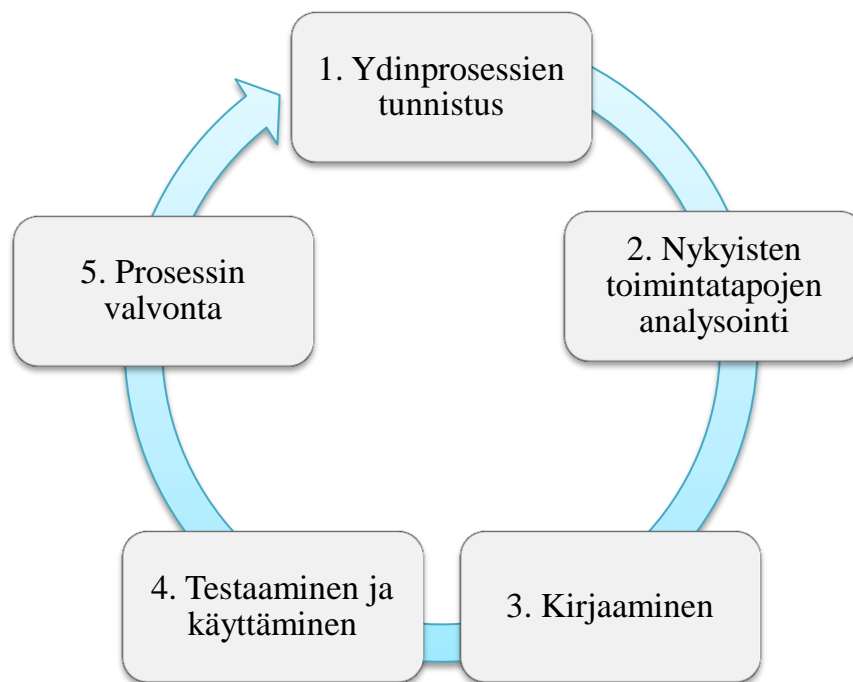 1. Ydinprosessien
tunnistus
2. Nykyisten
toimintatapojen
analysointi
3. Kirjaaminen
4. Testaaminen ja
käyttäminen
5. Prosessin
valvonta